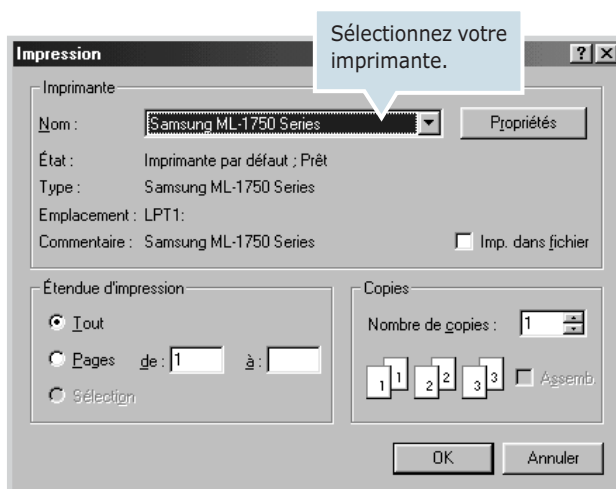 Sélectionnez votre
imprimante.
Impression
Imprimante
Nom :
Samsung ML-1750 Series
Propriétés
État :
Imprimante par défaut ; Prêt
Type :
Samsung ML-1750 Series
Emplacement :
LPT1:
Commentaire :
Samsung ML-1750 Series
Imp. dans fichier
Étendue d'impression
Tout
Pages de : 1 à :
Sélection
Copies
Nombre de copies : 1
1 1 2 2 3 3
Assemb.
OK
Annuler